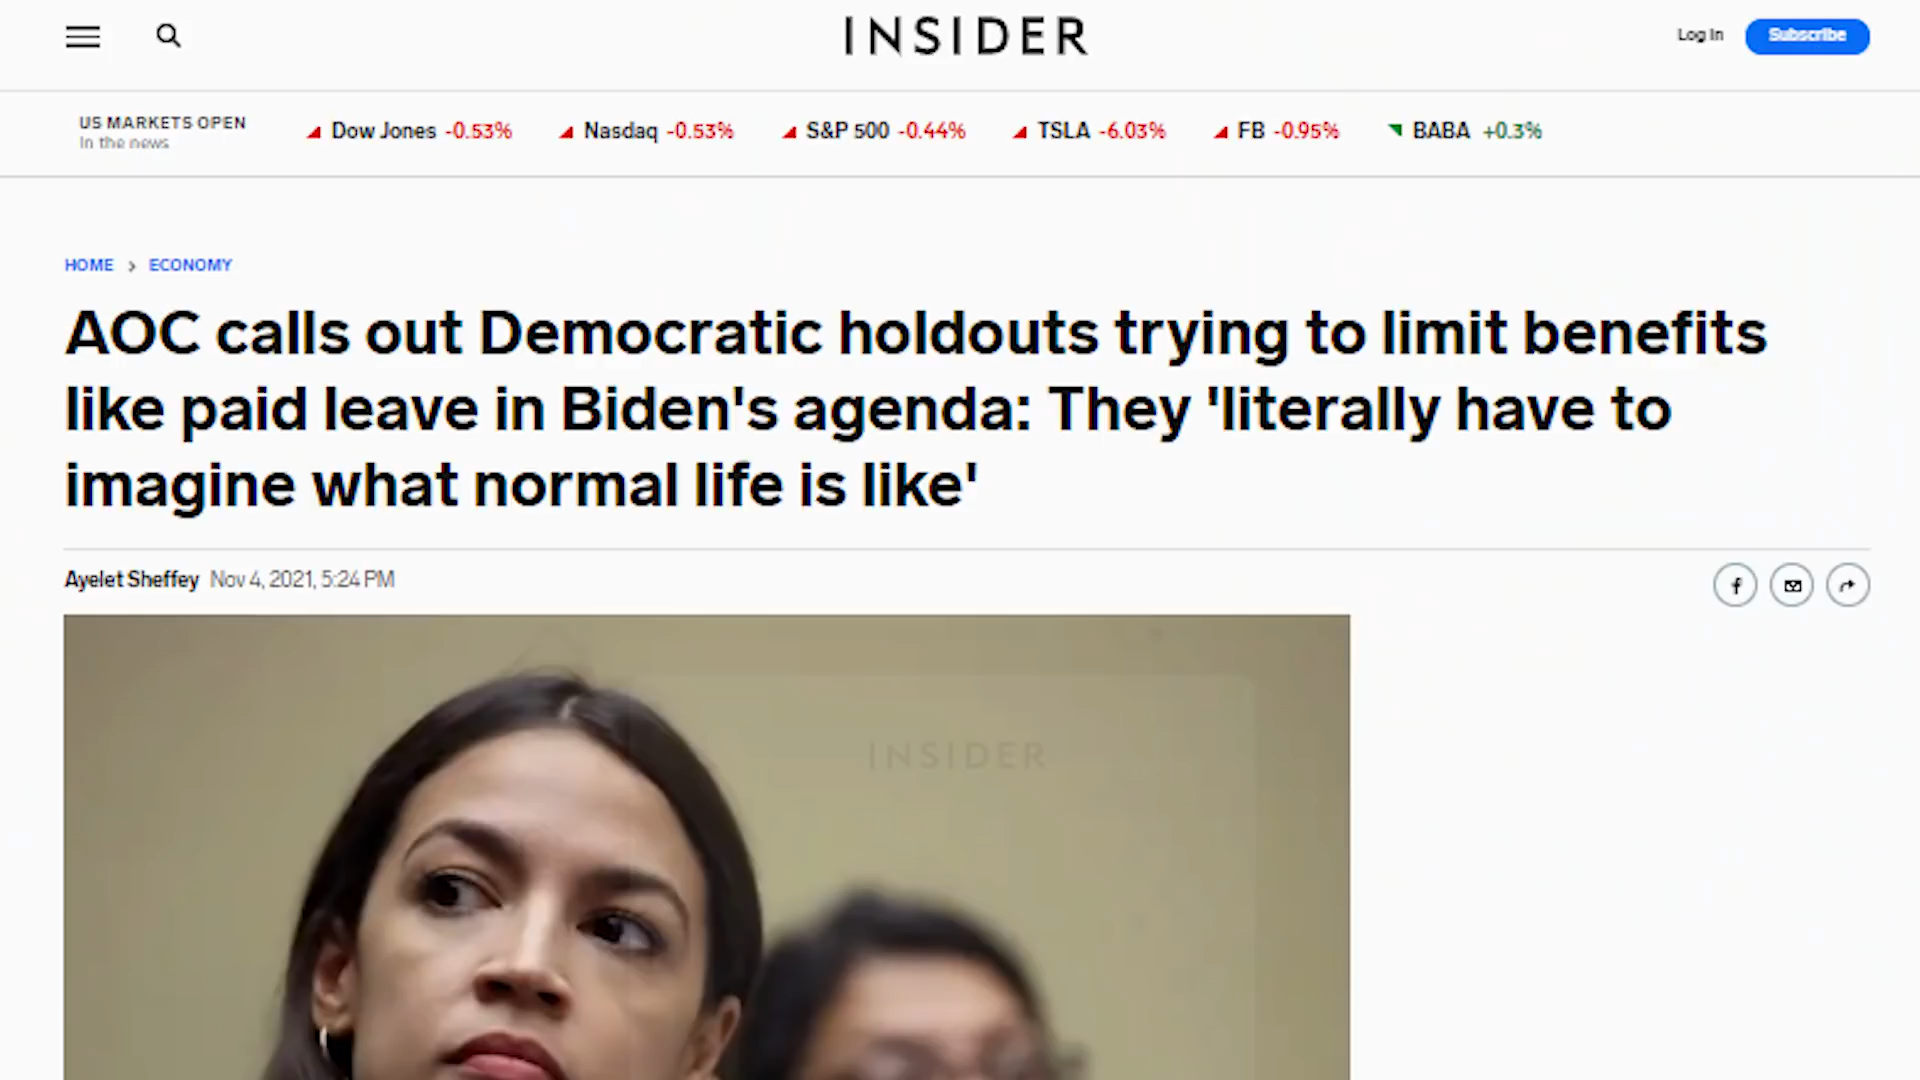 INSIDER
Log In
Subscribe
US MARKETS OPEN
In the news
Dow Jones -0.53%
Nasdaq -0.53%
S&P 500 -0.44%
TSLA -6.03%
FB -0.95%
BABA +0.3%
HOME > ECONOMY
AOC calls out Democratic holdouts trying to limit benefits
like paid leave in Biden's agenda: They 'literally have to
imagine what normal life is like'
Ayelet Sheffey Nov 4, 2021, 5:24 PM
INSIDER